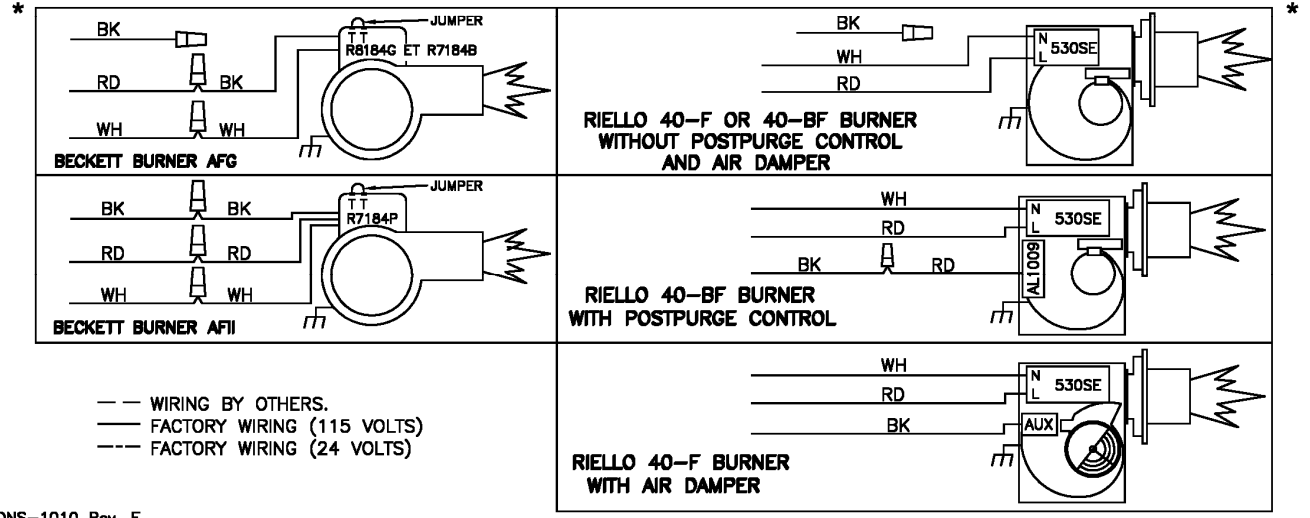 *
*
BK
JUMPER
T T
R8184G ET R7184B
RD
BK
WH
WH
BECKETT BURNER AFG
BK
WH
RD
N
L
530SE
RIELLO 40-F OR 40-BF BURNER
WITHOUT POSTPURGE CONTROL
AND AIR DAMPER
BK
BK
JUMPER
T T
R7184P
RD
RD
WH
WH
BECKETT BURNER AFII
WH
RD
BK
RD
N
L
530SE
AL1009
RIELLO 40-BF BURNER
WITH POSTPURGE CONTROL
WH
RD
BK
N
L
530SE
AUX
RIELLO 40-F BURNER
WITH AIR DAMPER
WIRING BY OTHERS.
FACTORY WIRING (115 VOLTS)
FACTORY WIRING (24 VOLTS)